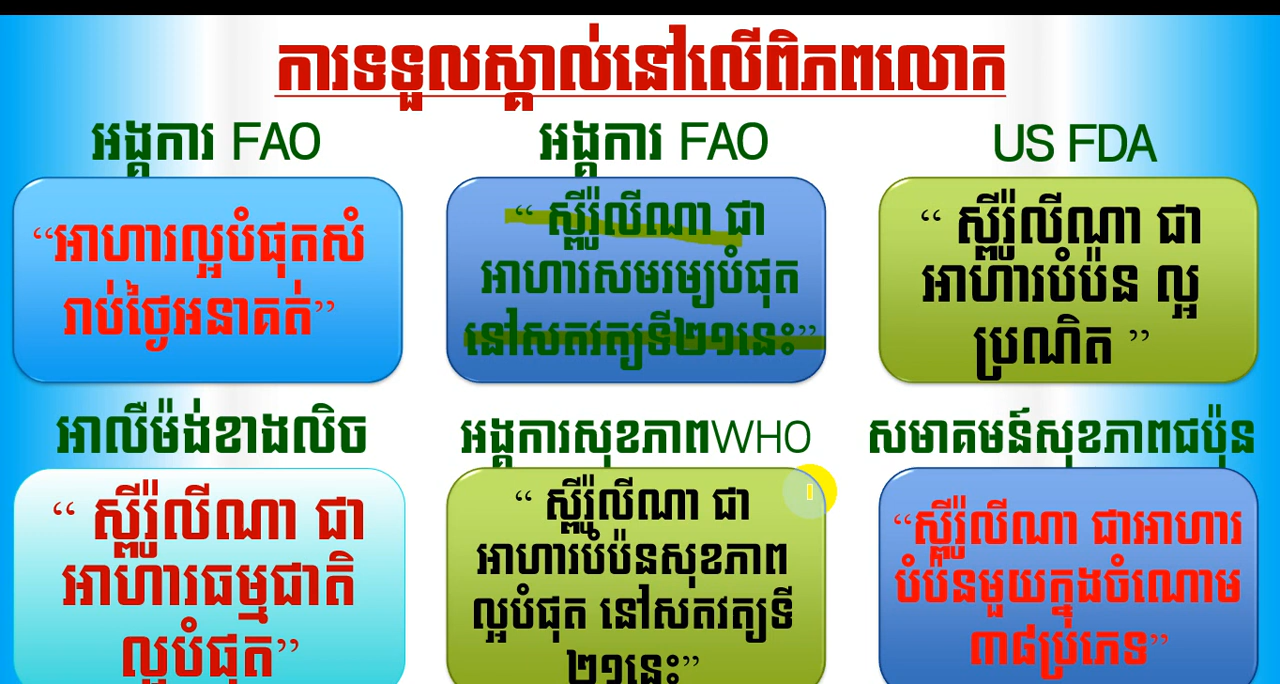 ការទទួលស្គាល់នៅលើពិភពលោក
អង្គការ FAO
“អាហារល្អបំផុតសំ
រាប់ថ្ងៃអនាគត់”
អង្គការ FAO
“ ស្ពីរ៉ូលីណា ជា
អាហារសមរម្យបំផុត
នៅសតវត្យទី២១នេះ”
US FDA
“ ស្ពីរ៉ូលីណា ជា
អាហារបំប៉ន ល្អ
ប្រណិត ”
អាលឺម៉ង់ខាងលិច
“ ស្ពីរ៉ូលីណា ជា
អាហារធម្មជាតិ
ល្អបំផុត”
អង្គការសុខភាពWHO
“ ស្ពីរ៉ូលីណា ជា
អាហារបំប៉នសុខភាព
ល្អបំផុត នៅសតវត្យទី
២១នេះ”
សមាគមន៍សុខភាពជប៉ុន
“ស្ពីរ៉ូលីណា ជាអាហារ
បំប៉នមួយក្នុងចំណោម
៣៨ប្រភេទ”